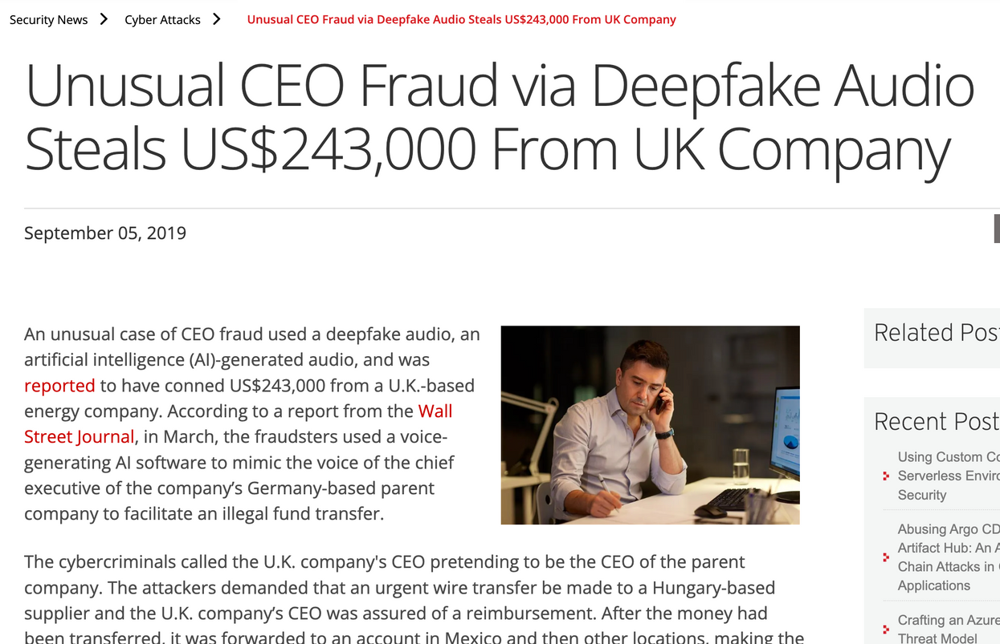 Security News > Cyber Attacks > Unusual CEO Fraud via Deepfake Audio Steals US$243,000 From UK Company
Unusual CEO Fraud via Deepfake Audio
Steals US$243,000 From UK Company
September 05, 2019
An unusual case of CEO fraud used a deepfake audio, an
artificial intelligence (AI)-generated audio, and was
reported to have conned US$243,000 from a U.K.-based
energy company. According to a report from the Wall
Street Journal, in March, the fraudsters used a voice-
generating AI software to mimic the voice of the chief
executive of the company’s Germany-based parent
company to facilitate an illegal fund transfer.
The cybercriminals called the U.K. company's CEO pretending to be the CEO of the parent
company. The attackers demanded that an urgent wire transfer be made to a Hungary-based
supplier and the U.K. company’s CEO was assured of a reimbursement. After the money had
been transferred, it was forwarded to an account in Mexico and then other locations, making the
Related Pos
Recent Post
Using Custom Co
Serverless Enviro
Security
Abusing Argo CD
Artifact Hub: An A
Chain Attacks in
Applications
Crafting an Azure
Threat Model